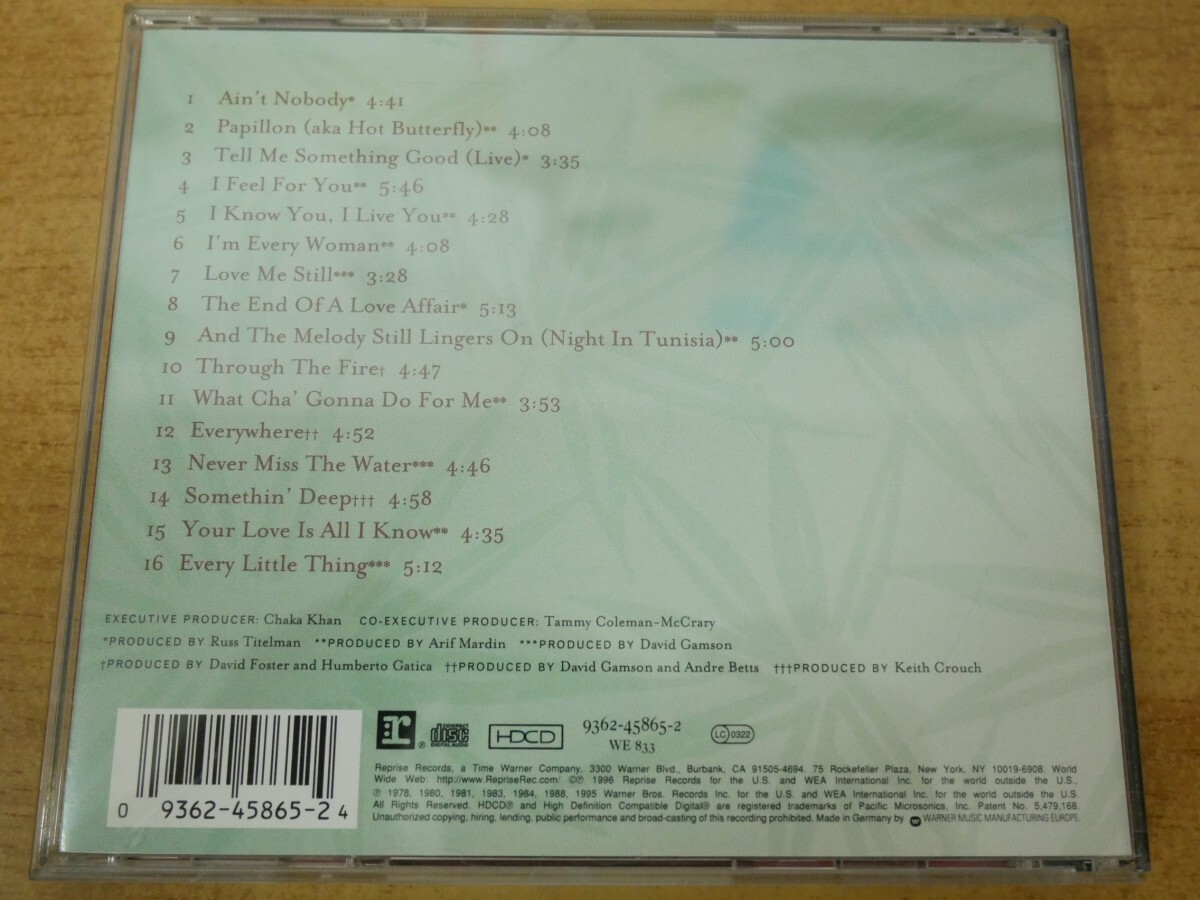 1 Ain't Nobody* 4:41
2 Papillon (aka Hot Butterfly)** 4:08
3 Tell Me Something Good (Live)* 3:35
4 I Feel For You** 5:46
5 I Know You, I Live You** 4:28
6 I'm Every Woman** 4:08
7 Love Me Still*** 3:28
8 The End Of A Love Affair* 5:13
9 And The Melody Still Lingers On (Night In Tunisia)** 5:00
10 Through The Fire† 4:47
11 What Cha' Gonna Do For Me** 3:53
12 Everywhere†† 4:52
13 Never Miss The Water*** 4:46
14 Somethin' Deep††† 4:58
15 Your Love Is All I Know** 4:35
16 Every Little Thing*** 5:12
EXECUTIVE PRODUCER: Chaka Khan CO-EXECUTIVE PRODUCER: Tammy Coleman-McCrary
*PRODUCED BY Russ Titelman **PRODUCED BY Arif Mardin ***PRODUCED BY David Gamson
†PRODUCED BY David Foster and Humberto Gatica ††PRODUCED BY David Gamson and Andre Betts †††PRODUCED BY Keith Crouch
0 9362-45865-2 4
r ® COMPACT disc DIGITAL AUDIO HDCD 9362-45865-2 LC 0322
WE 833
Reprise Records, a Time Warner Company, 3300 Warner Blvd., Burbank, CA 91505-4694. 75 Rockefeller Plaza, New York, NY 10019-6908. World
Wide Web: http://www.RepriseRec.com/ ©℗ 1996 Reprise Records for the U.S. and WEA International Inc. for the world outside the U.S.,
℗ 1978, 1980, 1981, 1983, 1984, 1988, 1995 Warner Bros. Records Inc. for the U.S. and WEA International Inc. for the world outside the U.S.
All Rights Reserved. HDCD® and High Definition Compatible Digital® are registered trademarks of Pacific Microsonics, Inc. Patent No. 5,479,168.
Unauthorized copying, hiring, lending, public performance and broad-casting of this recording prohibited. Made in Germany by WARNER MUSIC MANUFACTURING EUROPE.